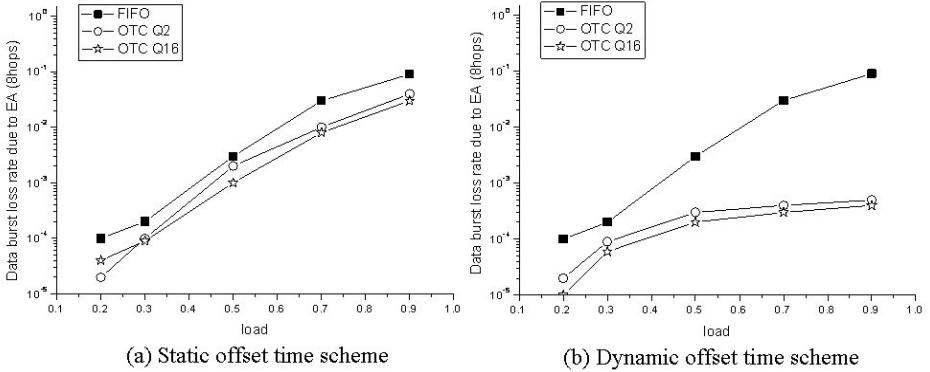 FIFO
OTC Q2
OTC Q16
Data burst loss rate due to EA (8hops)
10^0
10^-1
10^-2
10^-3
10^-4
10^-5
0.1 0.2 0.3 0.4 0.5 0.6 0.7 0.8 0.9 1.0
load
(a) Static offset time scheme
FIFO
OTC Q2
OTC Q16
Data burst loss rate due to EA (8hops)
10^0
10^-1
10^-2
10^-3
10^-4
10^-5
0.1 0.2 0.3 0.4 0.5 0.6 0.7 0.8 0.9 1.0
load
(b) Dynamic offset time scheme